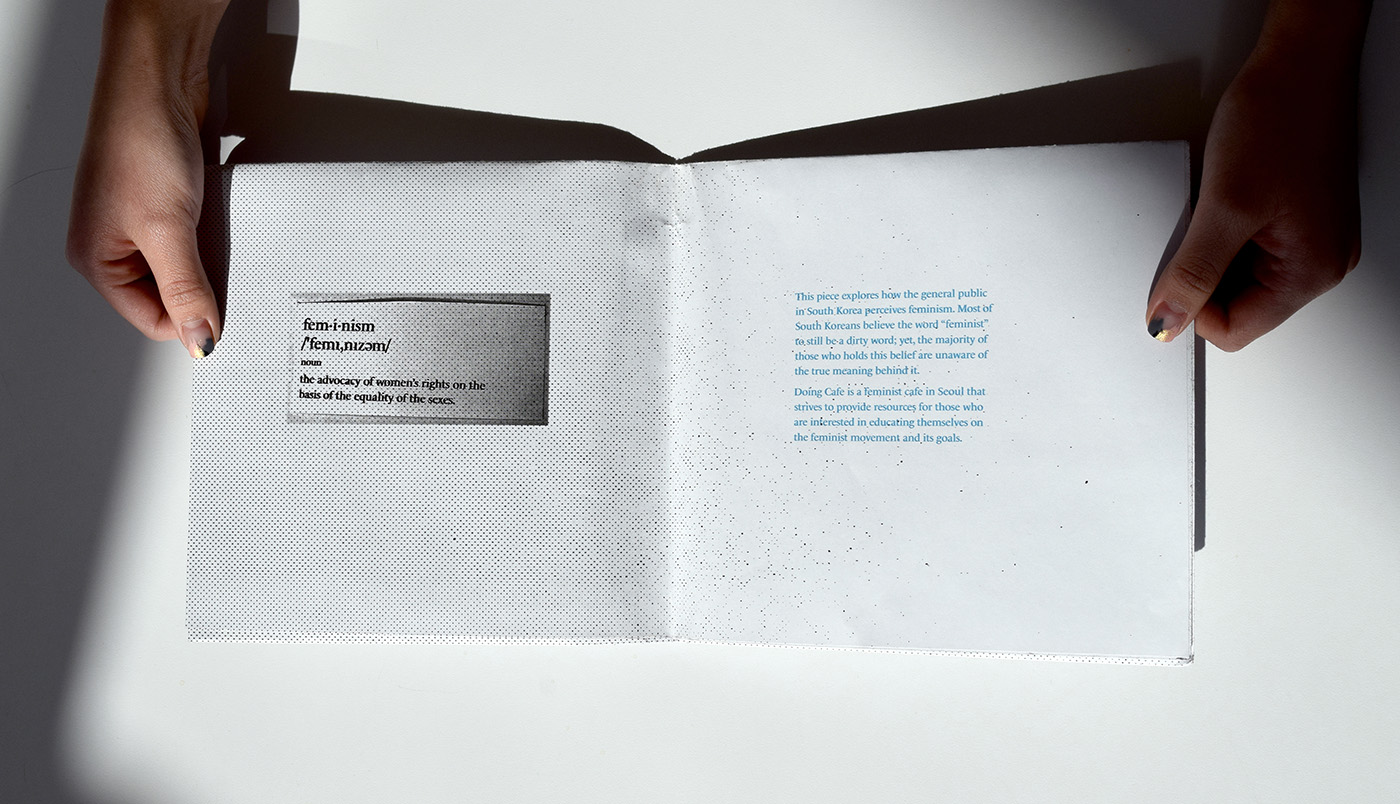 fem·i·nism
/ˈfemɪˌnɪzəm/
noun
the advocacy of women's rights on the
basis of the equality of the sexes.
This piece explores how the general public
in South Korea perceives feminism. Most of
South Koreans believe the word “feminist”
to still be a dirty word; yet, the majority of
those who holds this belief are unaware of
the true meaning behind it.
Doing Cafe is a feminist cafe in Seoul that
strives to provide resources for those who
are interested in educating themselves on
the feminist movement and its goals.